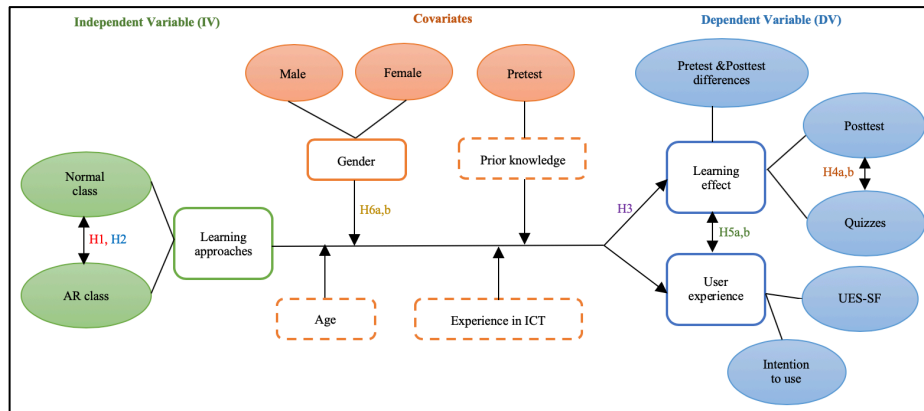 Independent Variable (IV)
Covariates
Dependent Variable (DV)
Male
Female
Pretest
Pretest &Posttest
differences
Posttest
Gender
Prior knowledge
Learning
effect
H4a,b
Normal
class
H6a,b
H3
Quizzes
H1, H2
Learning
approaches
H5a,b
AR class
User
experience
UES-SF
Age
Experience in ICT
Intention
to use